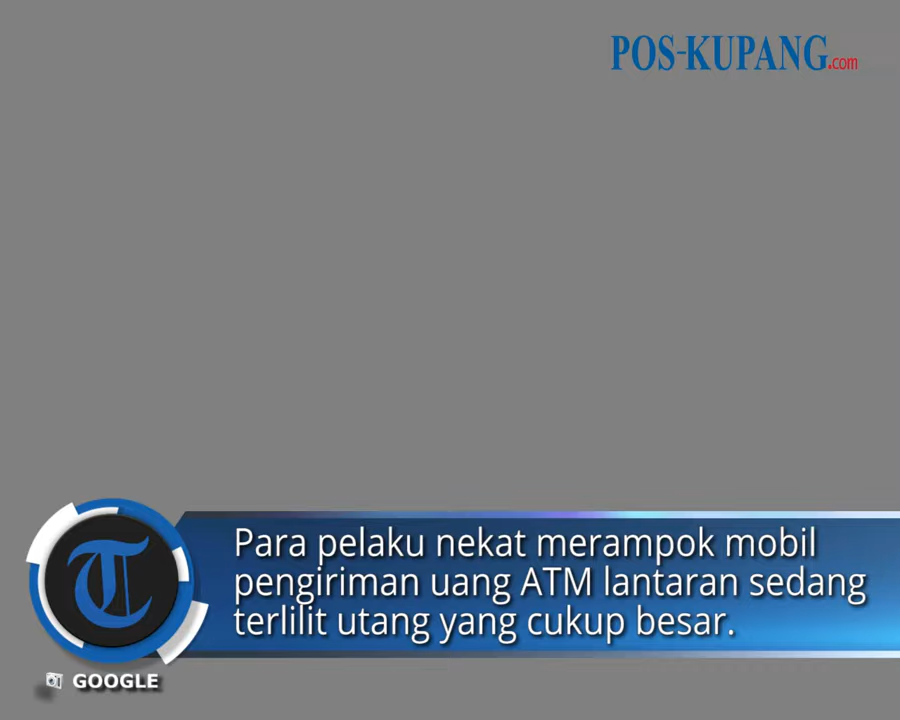 POS-KUPANG.com
Para pelaku nekat merampok mobil
pengiriman uang ATM lantaran sedang
terlilit utang yang cukup besar.
T
GOOGLE